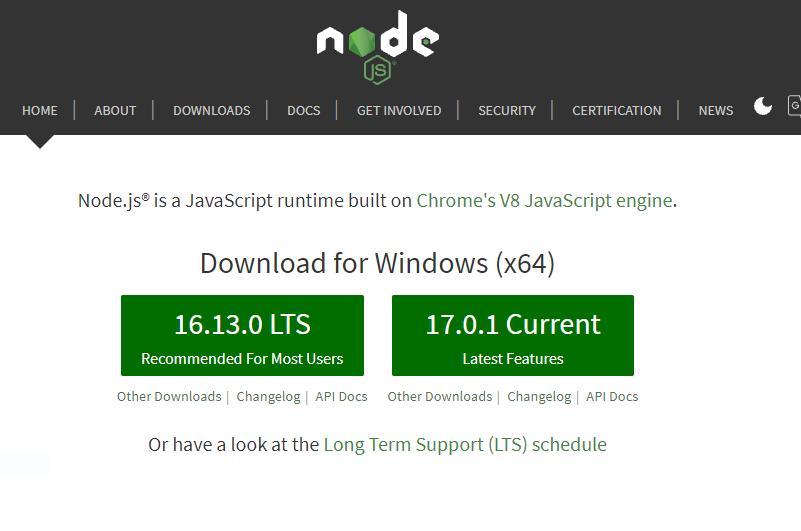 node
JS®
HOME | ABOUT | DOWNLOADS | DOCS | GET INVOLVED | SECURITY | CERTIFICATION | NEWS
Node.js® is a JavaScript runtime built on Chrome's V8 JavaScript engine.
Download for Windows (x64)
16.13.0 LTS
Recommended For Most Users
17.0.1 Current
Latest Features
Other Downloads | Changelog | API Docs
Other Downloads | Changelog | API Docs
Or have a look at the Long Term Support (LTS) schedule